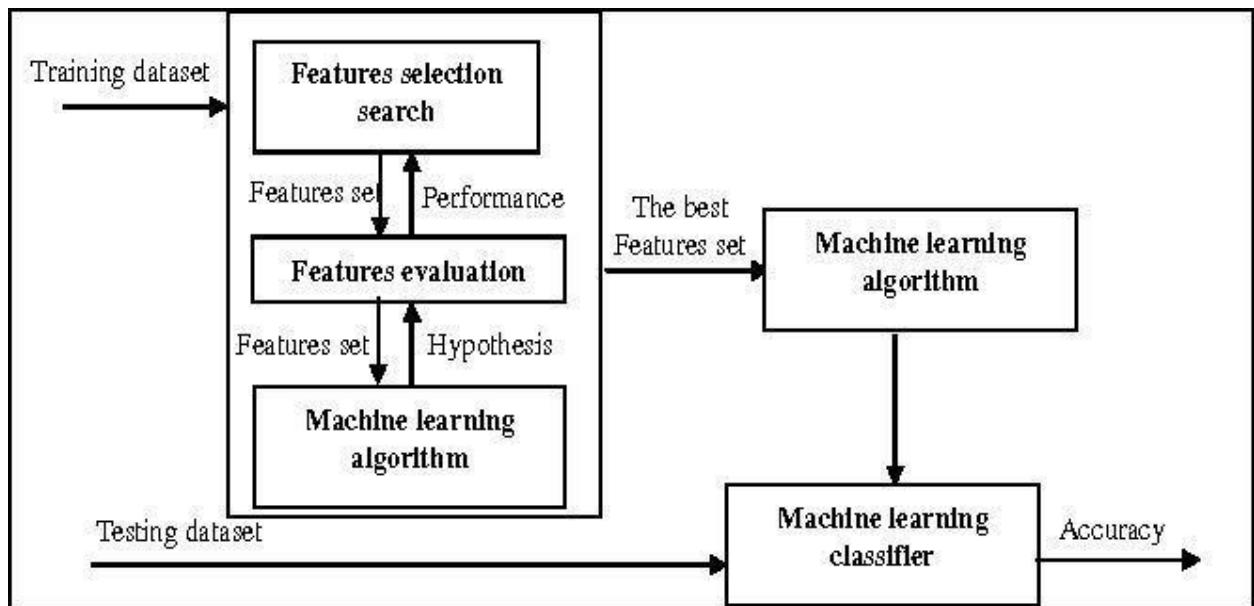 Training dataset
Features selection
search
Features set
Performance
Features evaluation
Features set
Hypothesis
Machine learning
algorithm
The best
Features set
Machine learning
algorithm
Testing dataset
Machine learning
classifier
Accuracy